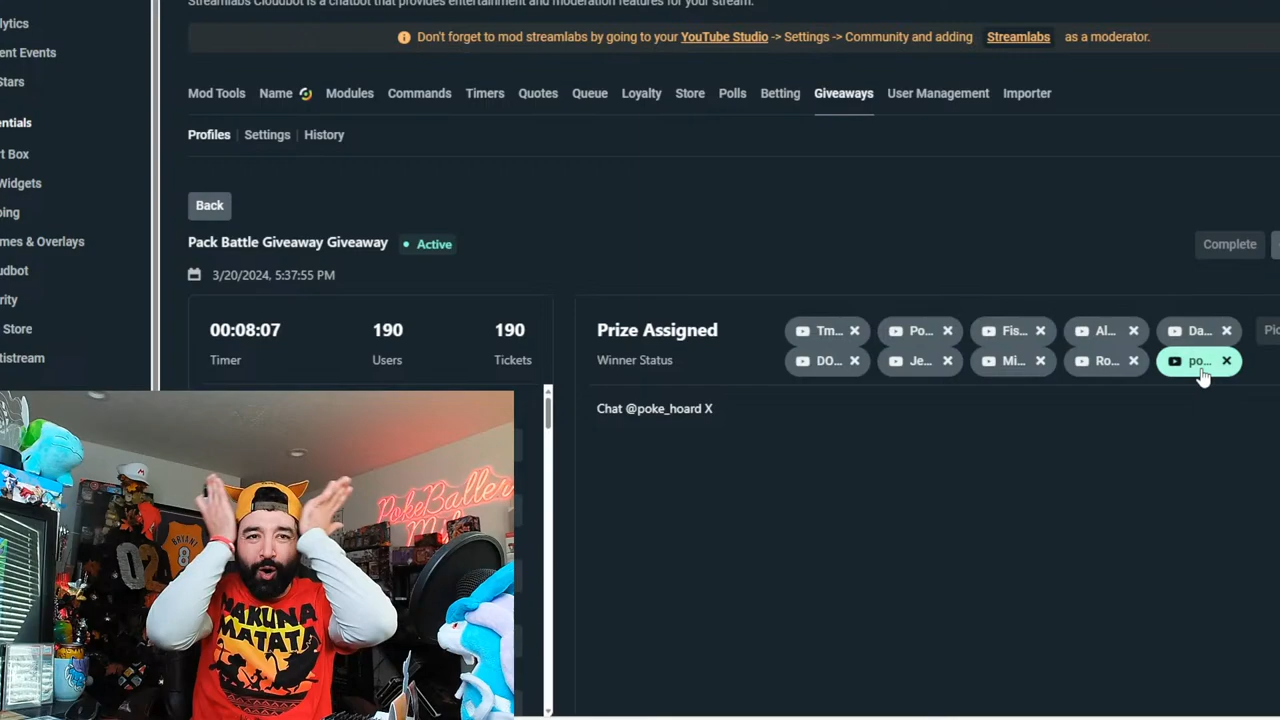 Streamlabs Cloudbot is a chatbot that provides entertainment and moderation features for your stream.
Don't forget to mod streamlabs by going to your YouTube Studio -> Settings -> Community and adding Streamlabs as a moderator.
lytics
ent Events
Stars
entials
t Box
Widgets
ping
mes & Overlays
udbot
rity
Store
tistream
Mod Tools Name Modules Commands Timers Quotes Queue Loyalty Store Polls Betting Giveaways User Management Importer
Profiles | Settings | History
Back
Pack Battle Giveaway Giveaway • Active
Complete
3/20/2024, 5:37:55 PM
00:08:07 190 190
Timer Users Tickets
Prize Assigned
Winner Status
Tm... × Po... × Fis... × Al... × Da... × Pic
DO... × Je... × Mi... × Ro... × po... ×
Chat @poke_hoard X
PokeBaller
BRYANT
8
HAKUNA
MATATA